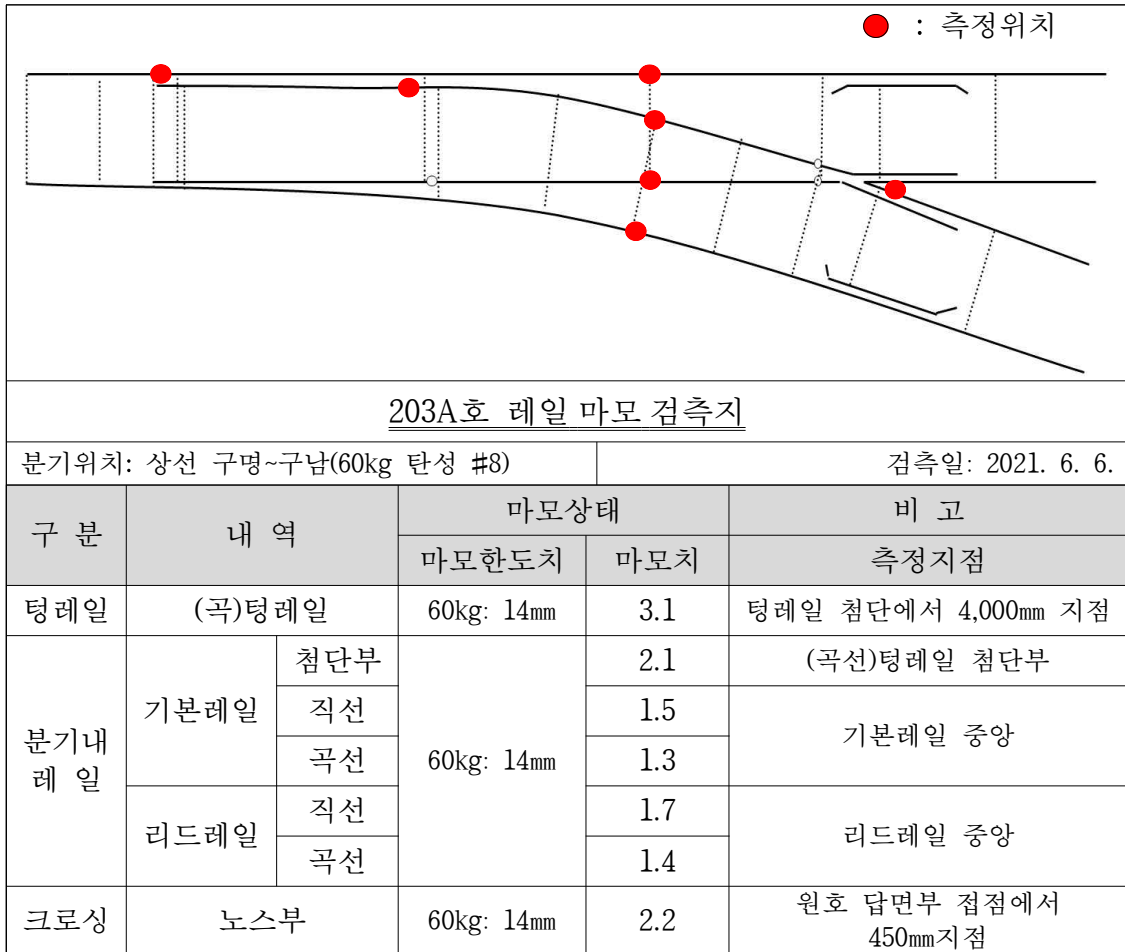 : 측정위치
203A호 레일 마모 검측지
분기위치: 상선 구명~구남(60kg 탄성 #8) 검측일: 2021. 6. 6.
구 분 내 역 마모상태 비 고
마모한도치 마모치 측정지점
텅레일 (곡)텅레일 60kg: 14㎜ 3.1 텅레일 첨단에서 4,000㎜ 지점
분기내 레 일 기본레일 첨단부 60kg: 14㎜ 2.1 (곡선)텅레일 첨단부
직선 1.5 기본레일 중앙
곡선 1.3
리드레일 직선 1.7 리드레일 중앙
곡선 1.4
크로싱 노스부 60kg: 14㎜ 2.2 원호 답면부 접점에서
450㎜지점